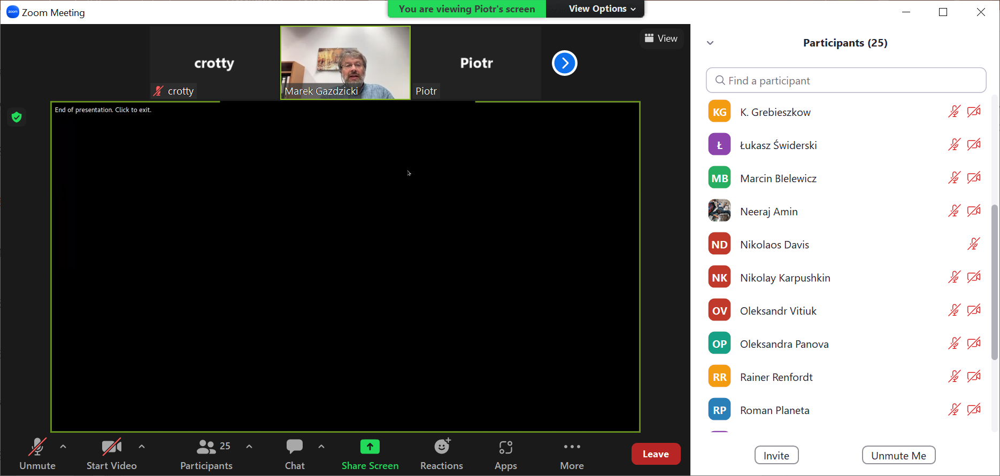 zoom
Zoom Meeting
You are viewing Piotr's screen
View Options
crotty
crotty
Marek Gazdzicki
Piotr
Piotr
View
End of presentation. Click to exit.
Participants (25)
Find a participant
KG K. Grebieszkow
Ł Łukasz Świderski
MB Marcin BIelewicz
Neeraj Amin
ND Nikolaos Davis
NK Nikolay Karpushkin
OV Oleksandr Vitiuk
OP Oleksandra Panova
RR Rainer Renfordt
RP Roman Planeta
Invite
Unmute Me
Unmute
Start Video
25
Participants
Chat
Share Screen
Reactions
Apps
More
Leave